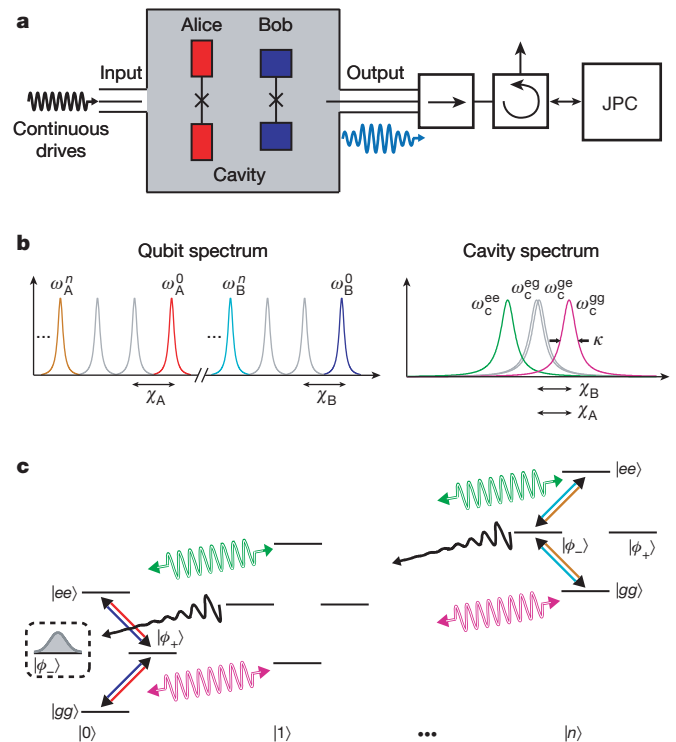 a
Alice Bob
Input Output
Continuous
drives
Cavity
JPC
b
Qubit spectrum Cavity spectrum
ω_A^n ω_A^0 ω_B^n ω_B^0
ω_c^ee ω_c^eg ω_c^ge ω_c^gg
... ...
κ
χ_A χ_B
χ_B
χ_A
c
|ee⟩
|ϕ_−⟩ |ϕ_+⟩
|gg⟩
|ee⟩
|ϕ_−⟩ |ϕ_+⟩
|gg⟩
|0⟩ |1⟩ ••• |n⟩